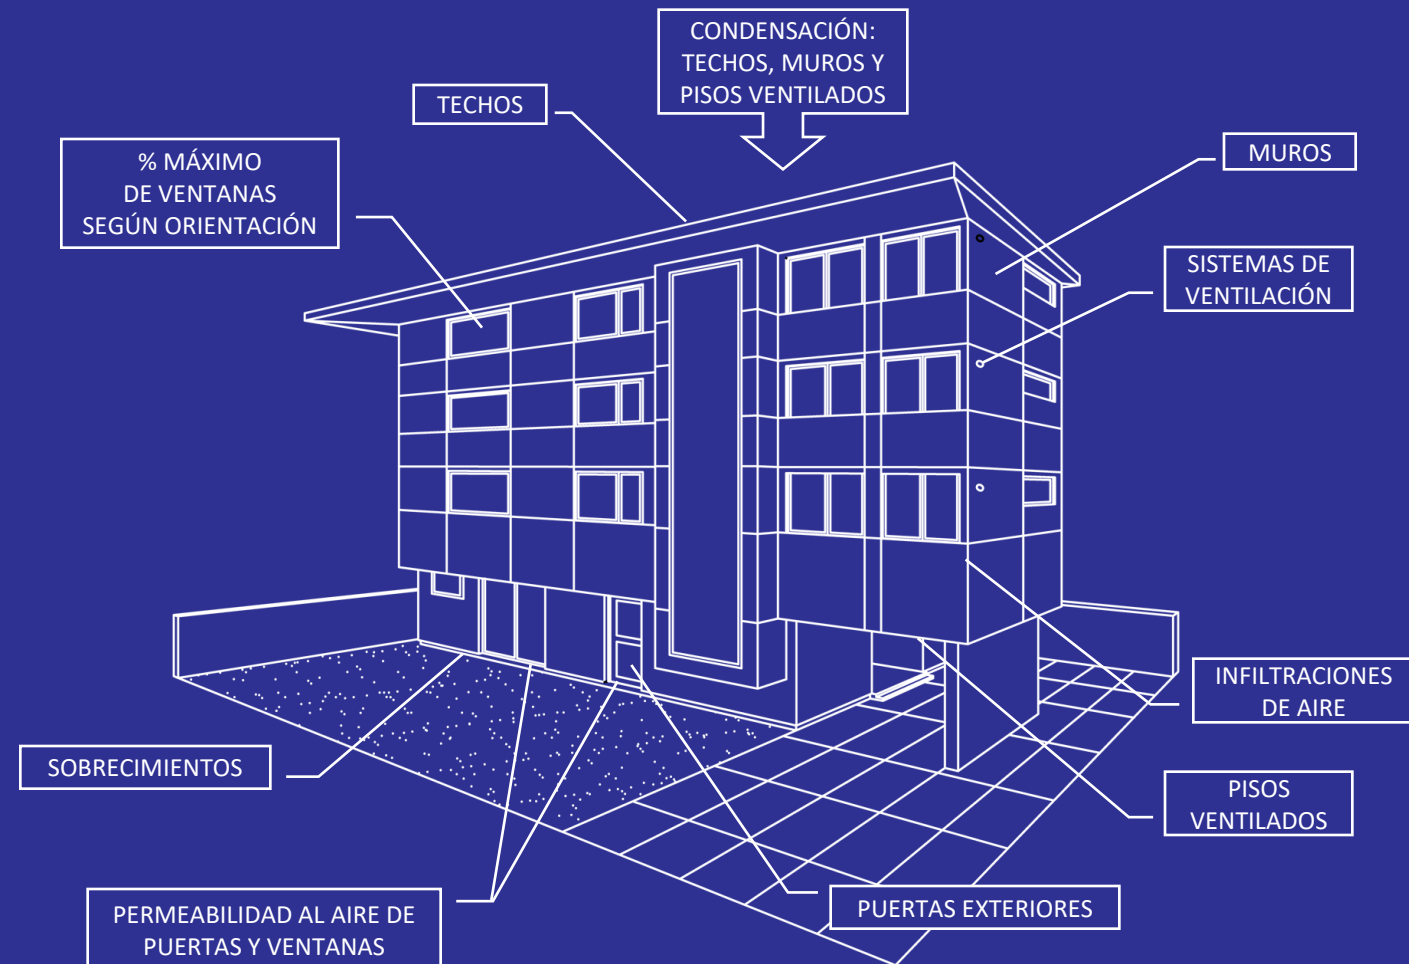 CONDENSACIÓN:
TECHOS, MUROS Y
PISOS VENTILADOS
TECHOS
% MÁXIMO
DE VENTANAS
SEGÚN ORIENTACIÓN
MUROS
SISTEMAS DE
VENTILACIÓN
INFILTRACIONES
DE AIRE
SOBRECIMIENTOS
PISOS
VENTILADOS
PUERTAS EXTERIORES
PERMEABILIDAD AL AIRE DE
PUERTAS Y VENTANAS